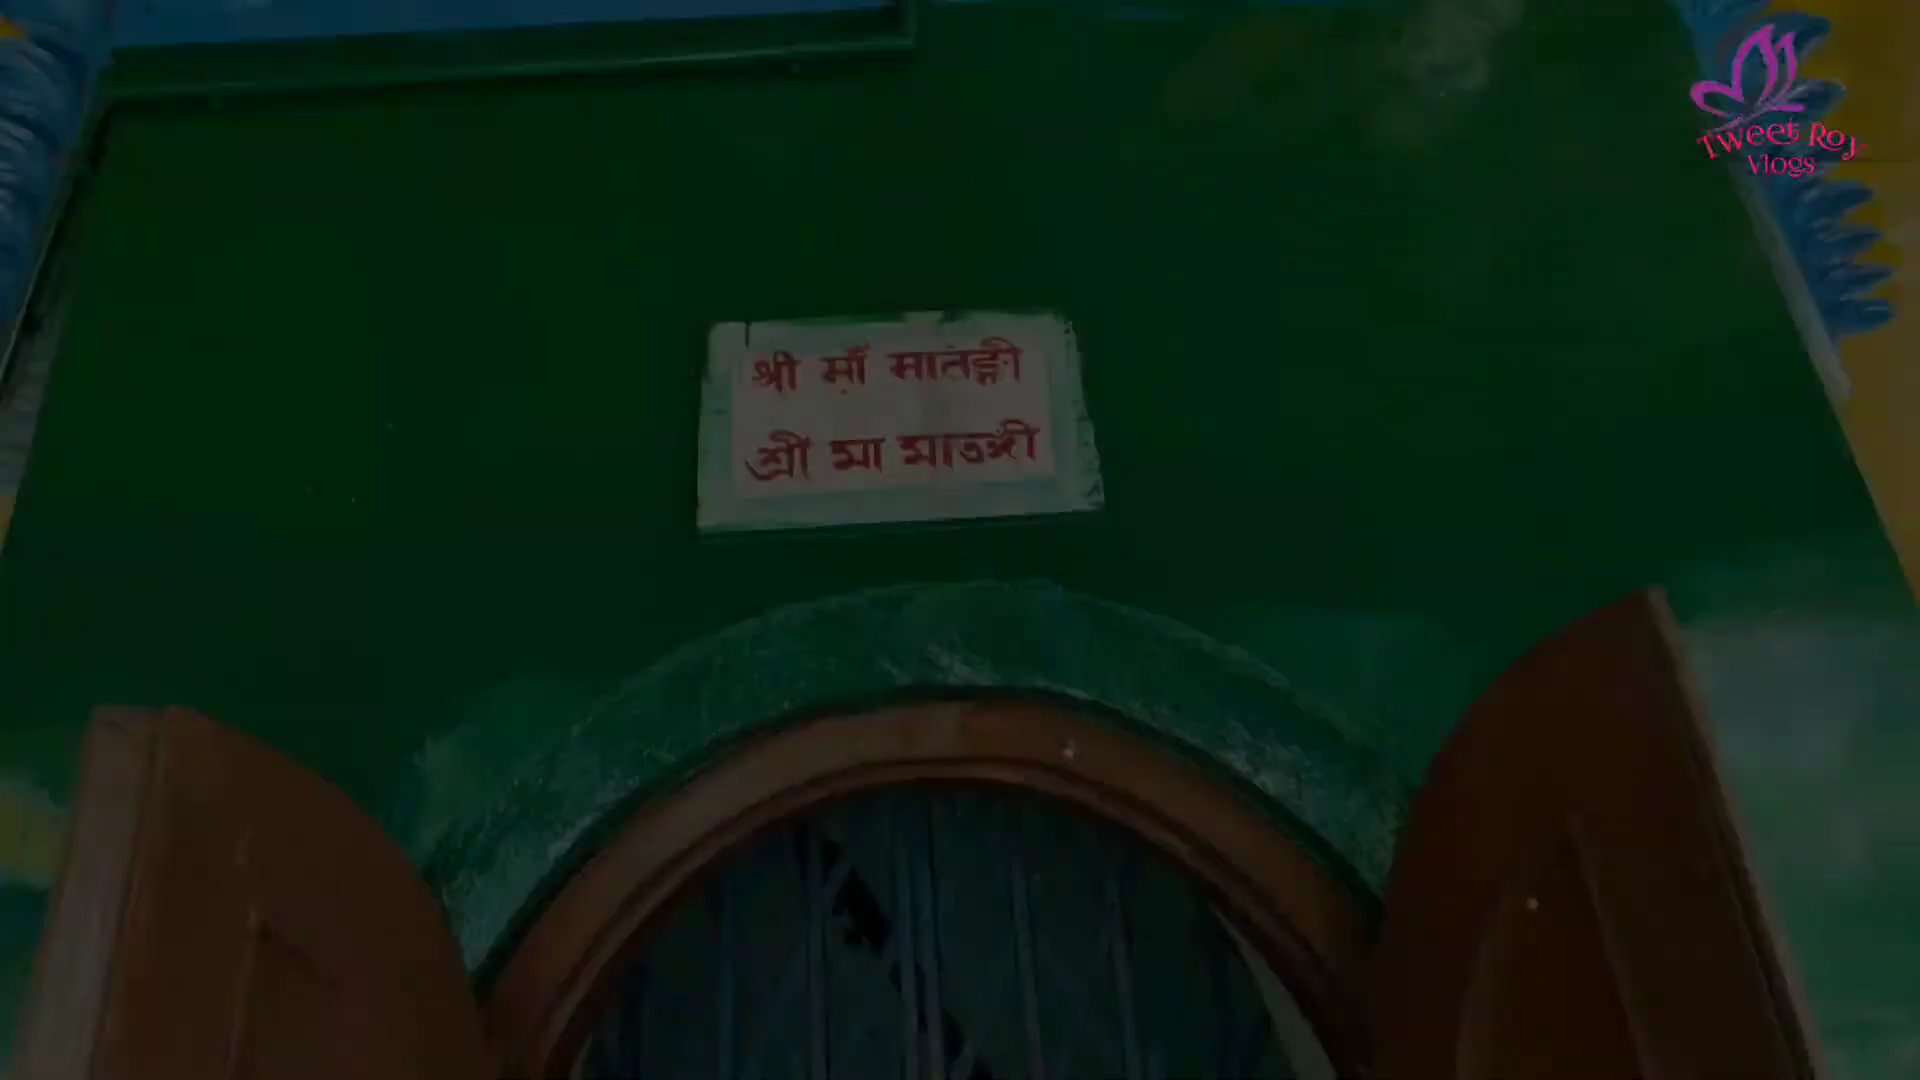 Tweet Roy
Vlogs
श्री माँ मातङ्गी
শ্রী মা মাতঙ্গী